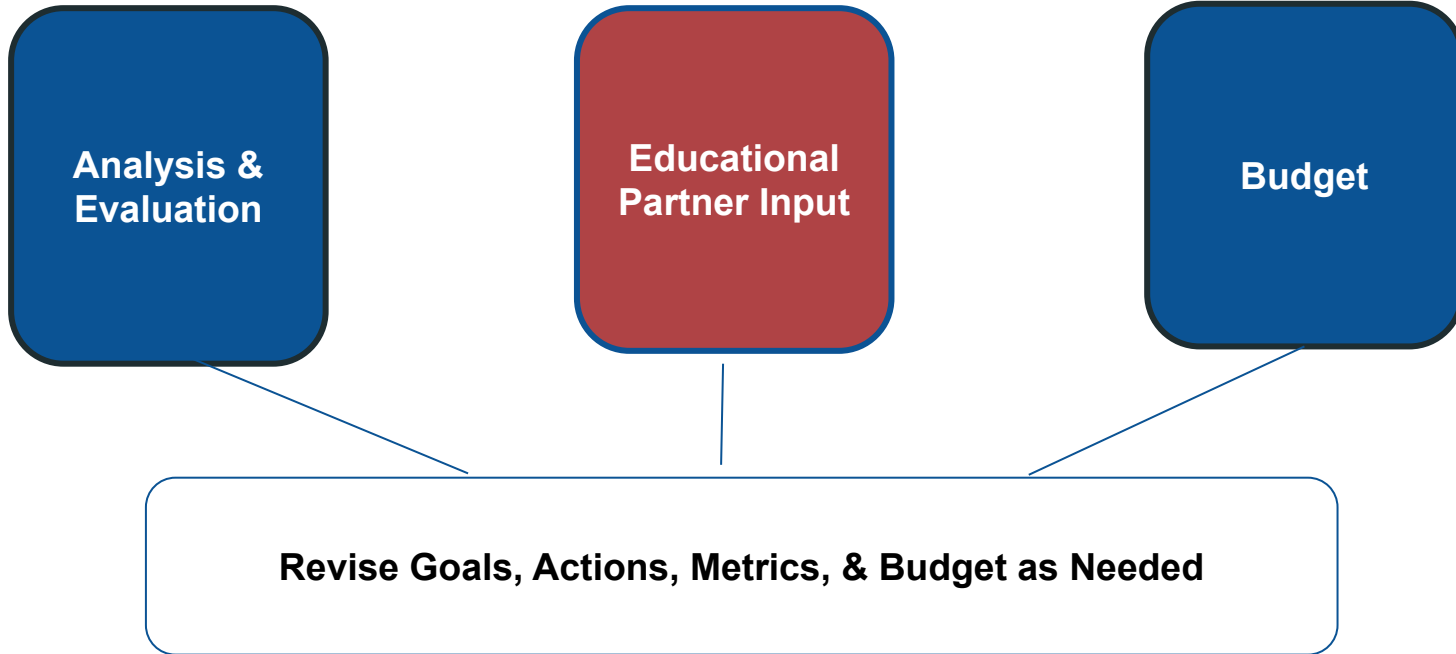 Analysis &
Evaluation
Educational
Partner Input
Budget
Revise Goals, Actions, Metrics, & Budget as Needed